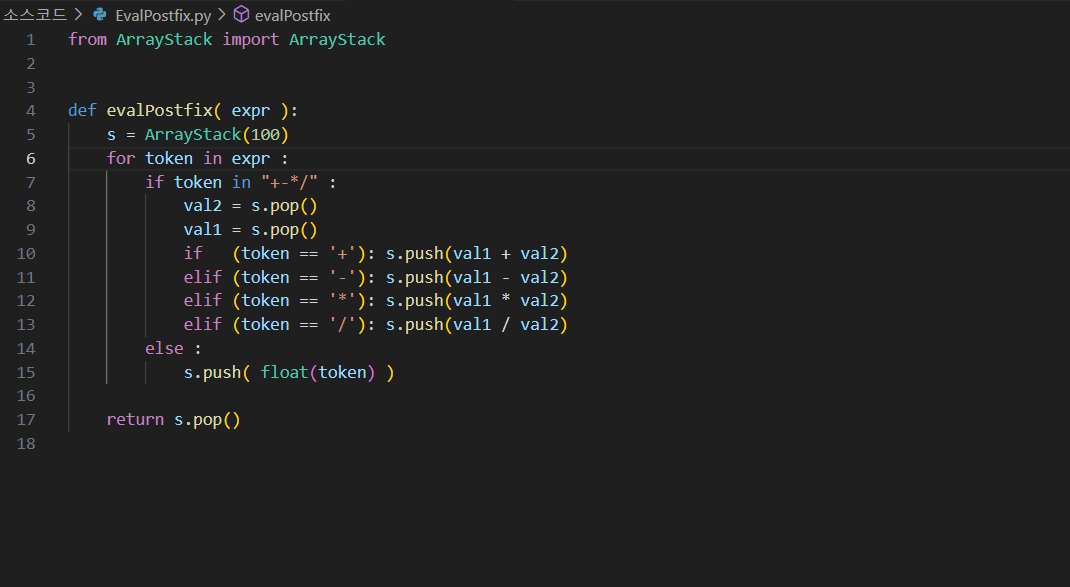 소스코드 > EvalPostfix.py > evalPostfix
1 from ArrayStack import ArrayStack
2
3
4 def evalPostfix( expr ):
5     s = ArrayStack(100)
6     for token in expr :
7         if token in "+-*/" :
8             val2 = s.pop()
9             val1 = s.pop()
10             if   (token == '+'): s.push(val1 + val2)
11             elif (token == '-'): s.push(val1 - val2)
12             elif (token == '*'): s.push(val1 * val2)
13             elif (token == '/'): s.push(val1 / val2)
14         else :
15             s.push( float(token) )
16
17     return s.pop()
18